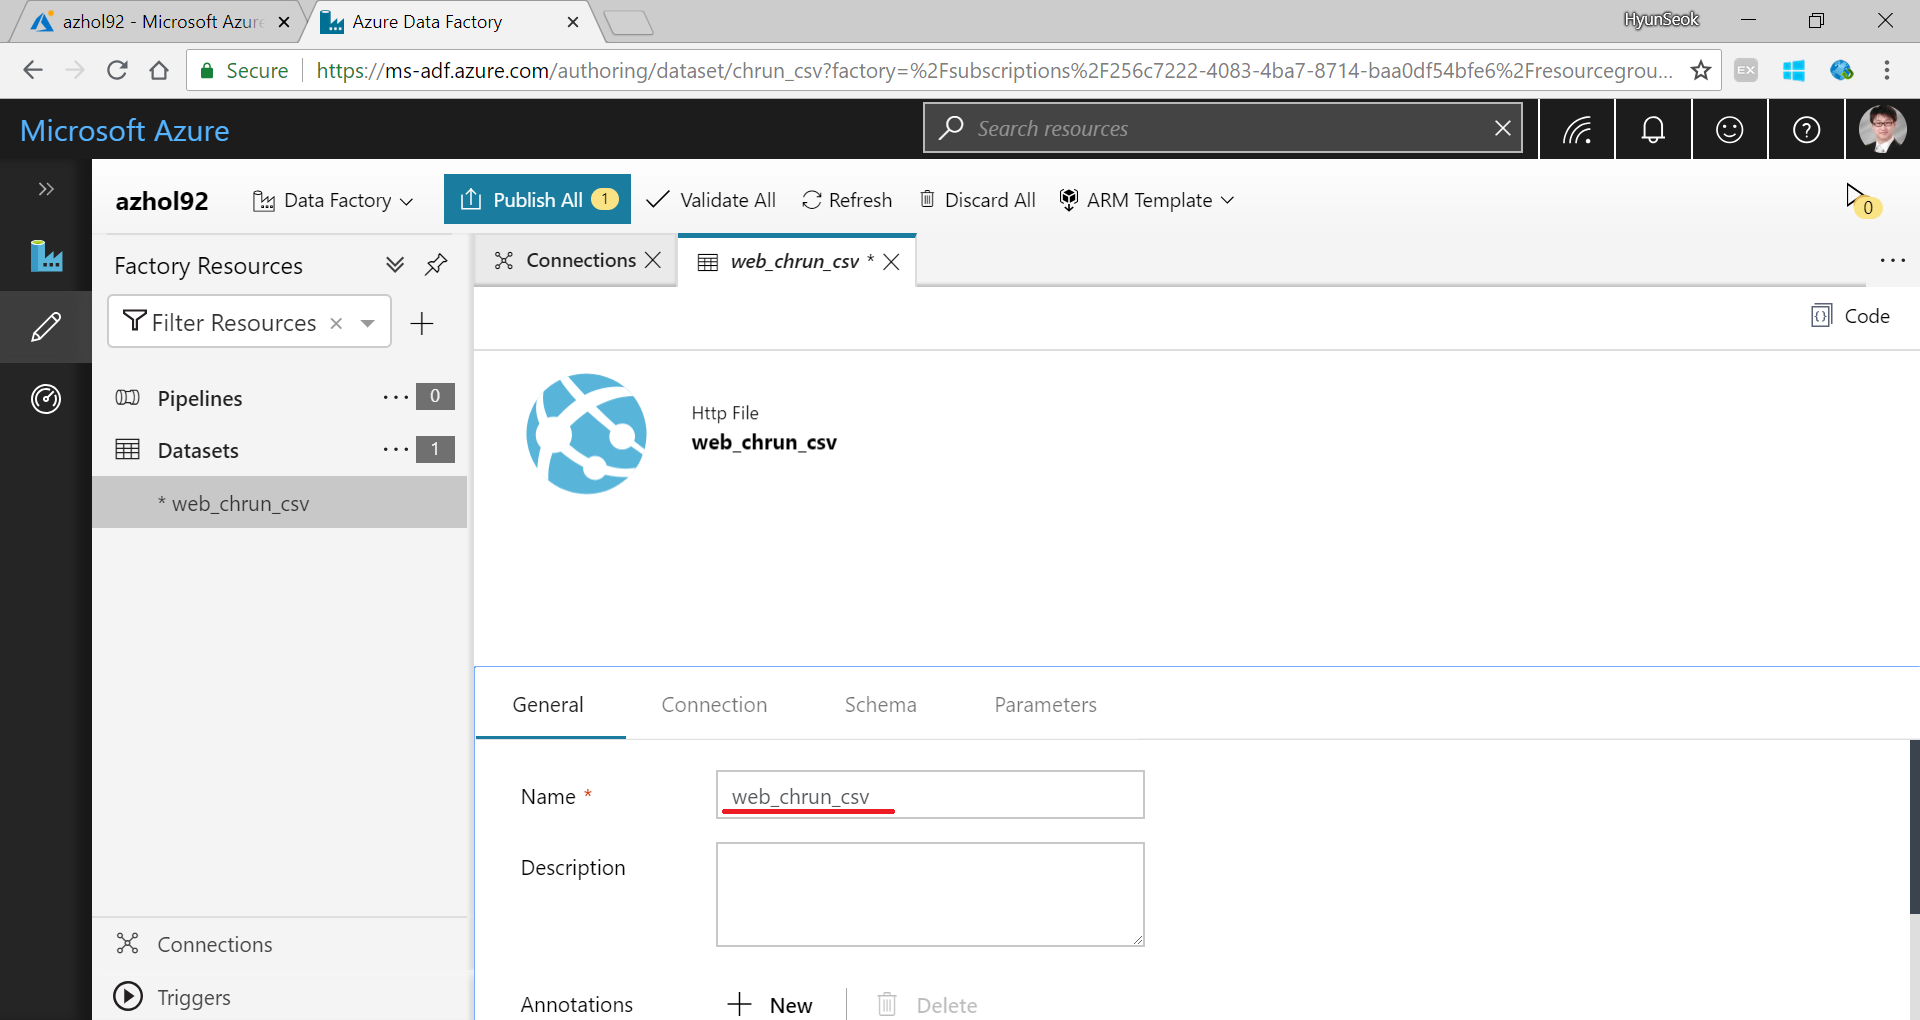 azhol92 - Microsoft Azure
Azure Data Factory
HyunSeok
Secure
https://ms-adf.azure.com/authoring/dataset/chrun_csv?factory=%2Fsubscriptions%2F256c7222-4083-4ba7-8714-baa0df54bfe6%2Fresourcegrou...
EX
Microsoft Azure
Search resources
azhol92
Data Factory
Publish All 1
Validate All
Refresh
Discard All
ARM Template
0
Factory Resources
Connections
web_chrun_csv *
Filter Resources
Code
Pipelines ... 0
Datasets ... 1
* web_chrun_csv
Http File
web_chrun_csv
General
Connection
Schema
Parameters
Name *
web_chrun_csv
Description
Connections
Triggers
Annotations
New
Delete